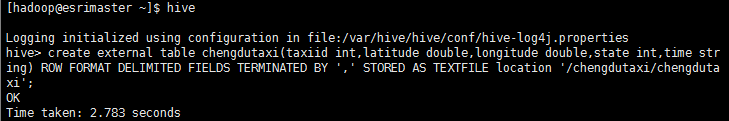 [hadoop@esrimaster ~]$ hive
Logging initialized using configuration in file:/var/hive/hive/conf/hive-log4j.properties
hive> create external table chengdutaxi(taxiid int,latitude double,longitude double,state int,time str
ing) ROW FORMAT DELIMITED FIELDS TERMINATED BY ',' STORED AS TEXTFILE location '/chengdutaxi/chengduta
xi';
OK
Time taken: 2.783 seconds